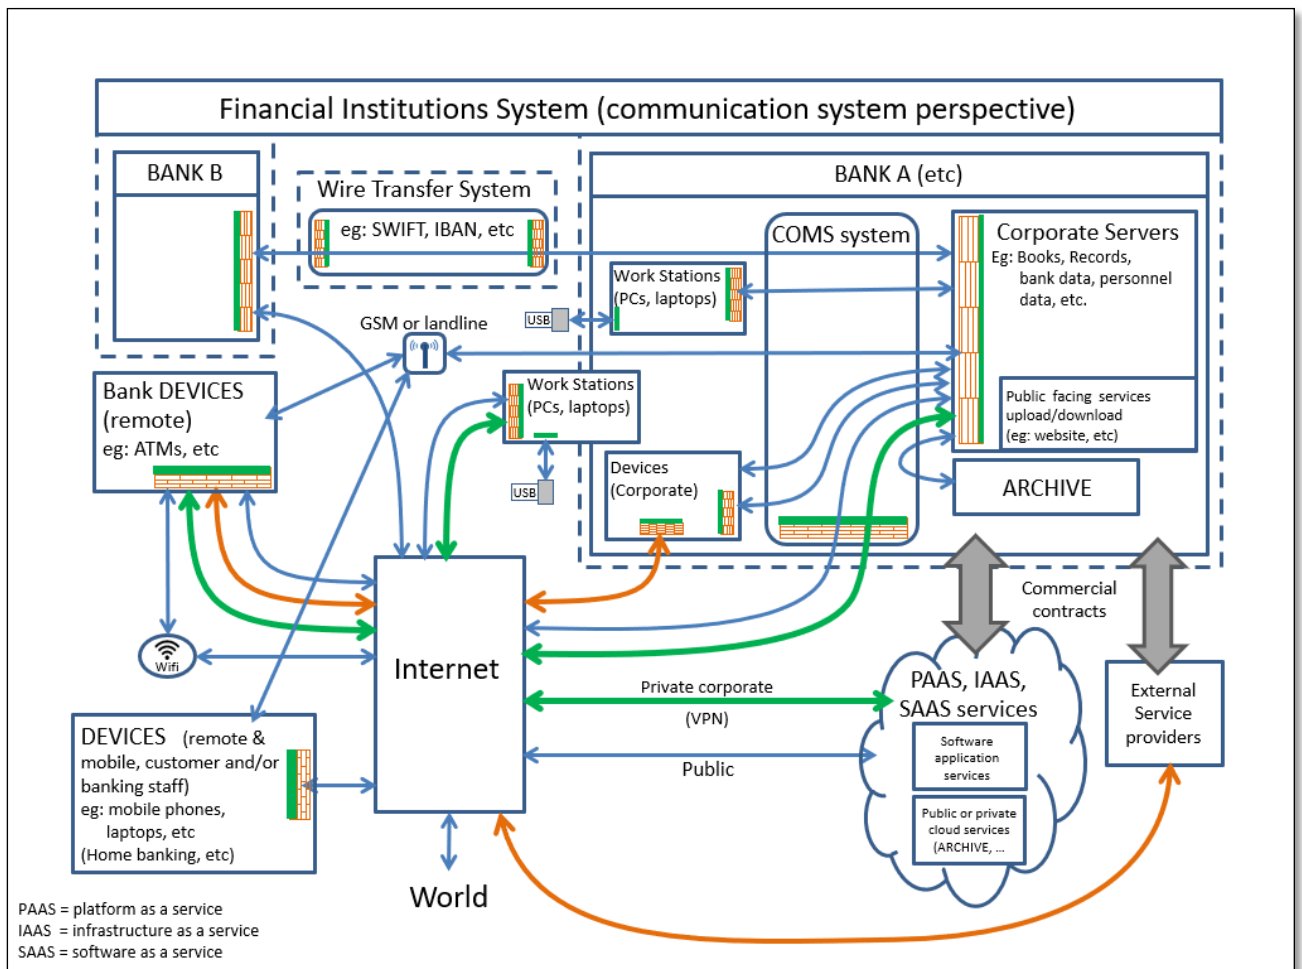 Financial Institutions System (communication system perspective)
BANK B
Wire Transfer System
eg: SWIFT, IBAN, etc
BANK A (etc)
COMS system
Corporate Servers
Eg: Books, Records,
bank data, personnel
data, etc.
Work Stations
(PCs, laptops)
USB
GSM or landline
Bank DEVICES
(remote)
eg: ATMs, etc
Work Stations
(PCs, laptops)
USB
Public facing services
upload/download
(eg: website, etc)
Devices
(Corporate)
ARCHIVE
Commercial
contracts
Wifi
Internet
Private corporate
(VPN)
Public
PAAS, IAAS,
SAAS services
Software
application
services
Public or private
cloud services
(ARCHIVE, ...
External
Service
providers
DEVICES (remote &
mobile, customer and/or
banking staff)
eg: mobile phones,
laptops, etc
(Home banking, etc)
World
PAAS = platform as a service
IAAS = infrastructure as a service
SAAS = software as a service